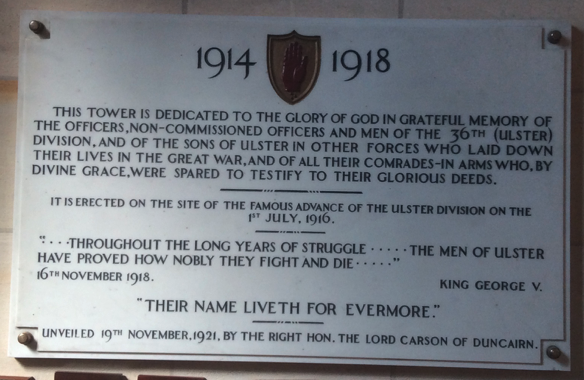 1914 1918
THIS TOWER IS DEDICATED TO THE GLORY OF GOD IN GRATEFUL MEMORY OF
THE OFFICERS, NON-COMMISSIONED OFFICERS AND MEN OF THE 36TH (ULSTER)
DIVISION, AND OF THE SONS OF ULSTER IN OTHER FORCES WHO LAID DOWN
THEIR LIVES IN THE GREAT WAR, AND OF ALL THEIR COMRADES-IN ARMS WHO, BY
DIVINE GRACE, WERE SPARED TO TESTIFY TO THEIR GLORIOUS DEEDS.
IT IS ERECTED ON THE SITE OF THE FAMOUS ADVANCE OF THE ULSTER DIVISION ON THE
1ST JULY, 1916.
"····THROUGHOUT THE LONG YEARS OF STRUGGLE ····· THE MEN OF ULSTER
HAVE PROVED HOW NOBLY THEY FIGHT AND DIE ·····"
16TH NOVEMBER 1918. KING GEORGE V.
"THEIR NAME LIVETH FOR EVERMORE."
UNVEILED 19TH NOVEMBER, 1921, BY THE RIGHT HON. THE LORD CARSON OF DUNCAIRN.